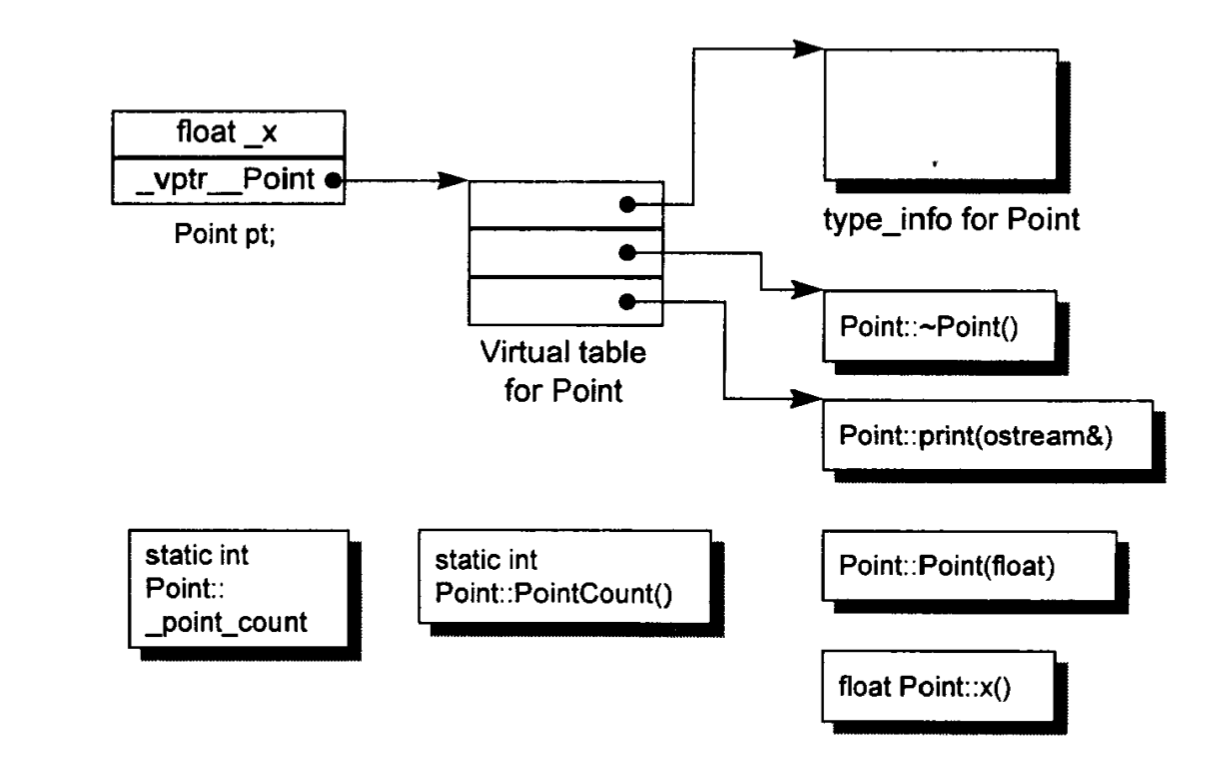 float _x
_vptr__Point
Point pt;
Virtual table
for Point
type_info for Point
Point::~Point()
Point::print(ostream&)
static int
Point::
_point_count
static int
Point::PointCount()
Point::Point(float)
float Point::x()